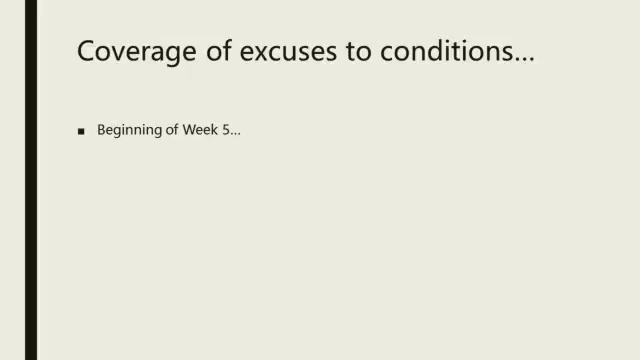 Coverage of excuses to conditions...
■ Beginning of Week 5...